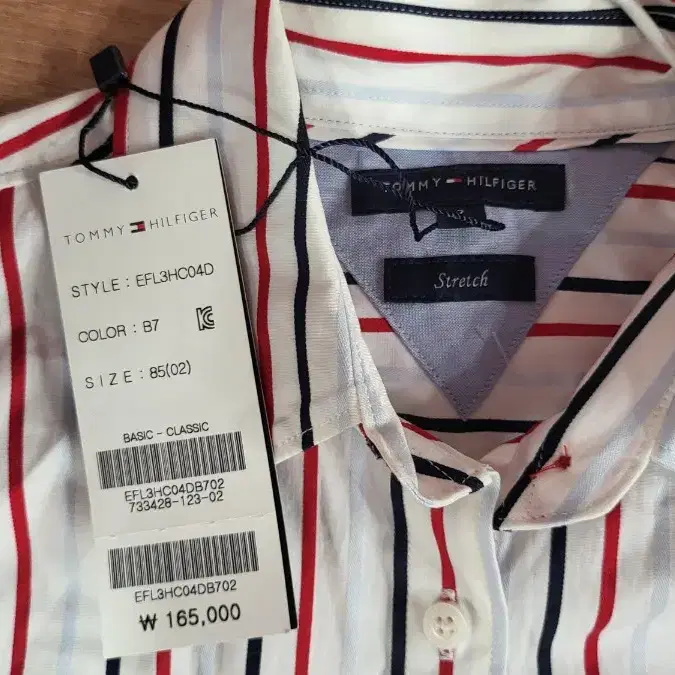 TOMMY HILFIGER
STYLE : EFL3HC04D
COLOR : B7
SIZE : 85(02)
BASIC - CLASSIC
EFL3HC04DB702
733428-123-02
EFL3HC04DB702
₩ 165,000
TOMMY HILFIGER
Stretch